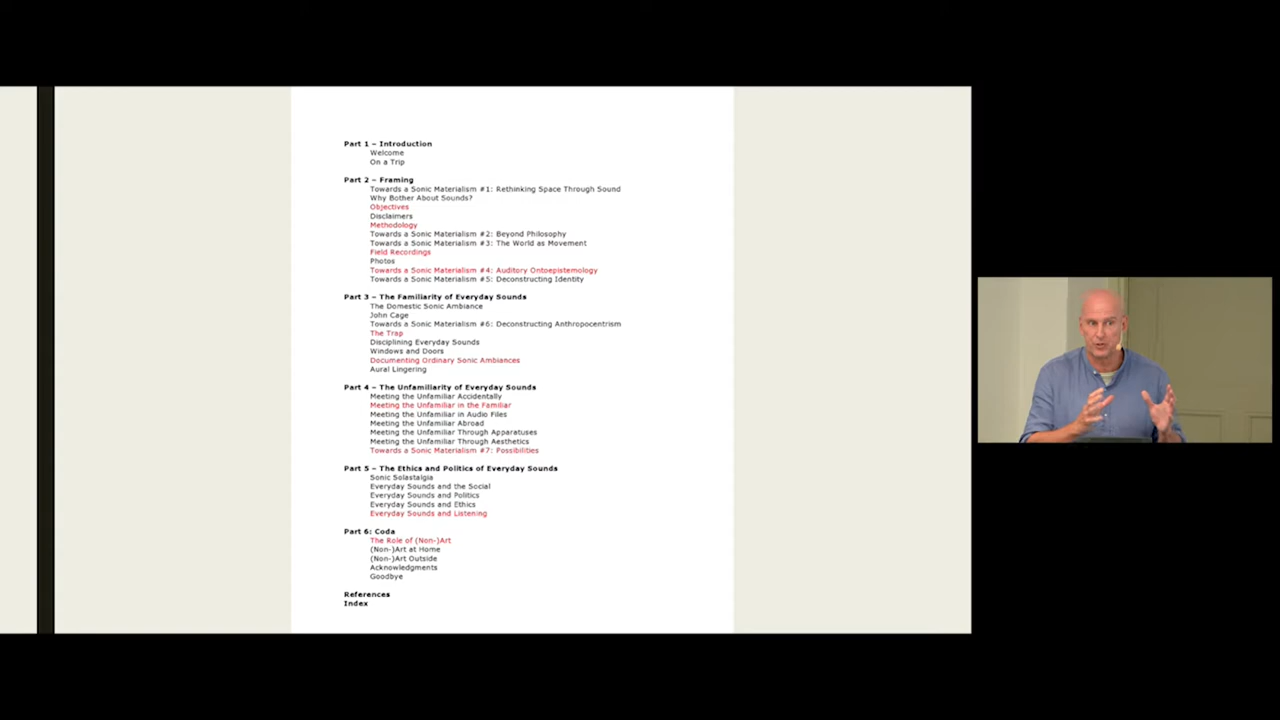 Part 1 – Introduction
Welcome
On a Trip
Part 2 – Framing
Towards a Sonic Materialism #1: Rethinking Space Through Sound
Why Bother About Sounds?
Objectives
Disclaimers
Methodology
Towards a Sonic Materialism #2: Beyond Philosophy
Towards a Sonic Materialism #3: The World as Movement
Field Recordings
Photos
Towards a Sonic Materialism #4: Auditory Ontoepistemology
Towards a Sonic Materialism #5: Deconstructing Identity
Part 3 – The Familiarity of Everyday Sounds
The Domestic Sonic Ambiance
John Cage
Towards a Sonic Materialism #6: Deconstructing Anthropocentrism
The Trap
Disciplining Everyday Sounds
Windows and Doors
Documenting Ordinary Sonic Ambiances
Aural Lingering
Part 4 – The Unfamiliarity of Everyday Sounds
Meeting the Unfamiliar Accidentally
Meeting the Unfamiliar in the Familiar
Meeting the Unfamiliar in Audio Files
Meeting the Unfamiliar Abroad
Meeting the Unfamiliar Through Apparatuses
Meeting the Unfamiliar Through Aesthetics
Towards a Sonic Materialism #7: Possibilities
Part 5 – The Ethics and Politics of Everyday Sounds
Sonic Solastalgia
Everyday Sounds and the Social
Everyday Sounds and Politics
Everyday Sounds and Ethics
Everyday Sounds and Listening
Part 6: Coda
The Role of (Non-)Art
(Non-)Art at Home
(Non-)Art Outside
Acknowledgments
Goodbye
References
Index